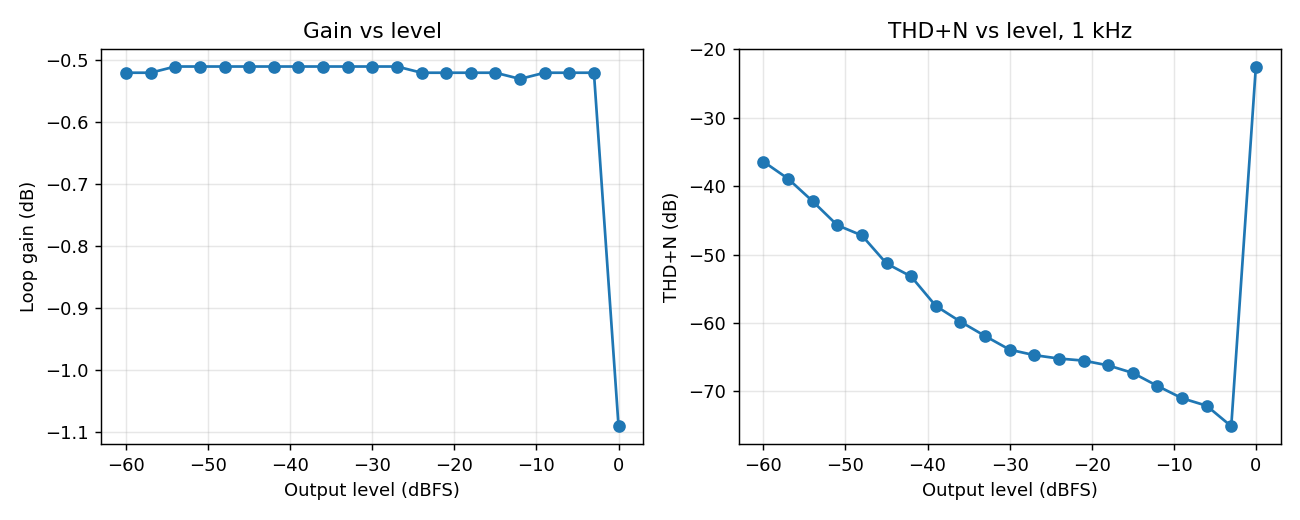 Gain vs level
Loop gain (dB)
−0.5
−0.6
−0.7
−0.8
−0.9
−1.0
−1.1
−60 −50 −40 −30 −20 −10 0
Output level (dBFS)
THD+N vs level, 1 kHz
THD+N (dB)
−20
−30
−40
−50
−60
−70
−60 −50 −40 −30 −20 −10 0
Output level (dBFS)